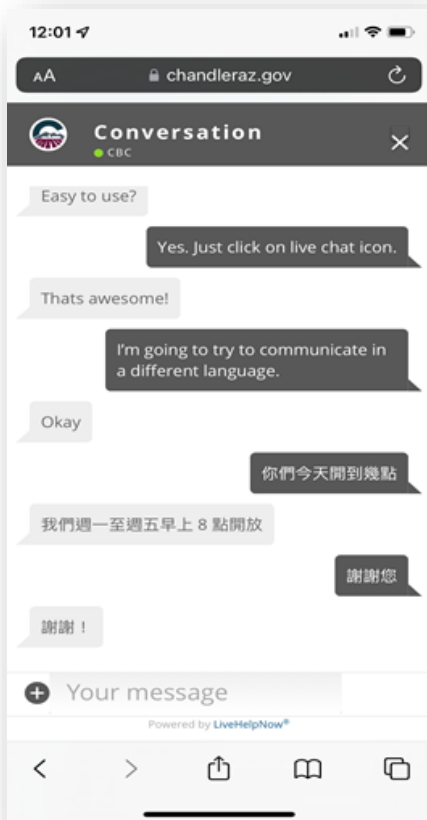 12:01
AA
chandleraz.gov
Conversation
CBC
Easy to use?
Yes. Just click on live chat icon.
Thats awesome!
I'm going to try to communicate in
a different language.
Okay
你們今天開到幾點
我們週一至週五早上 8 點開放
謝謝您
謝謝！
Your message
Powered by LiveHelpNow®